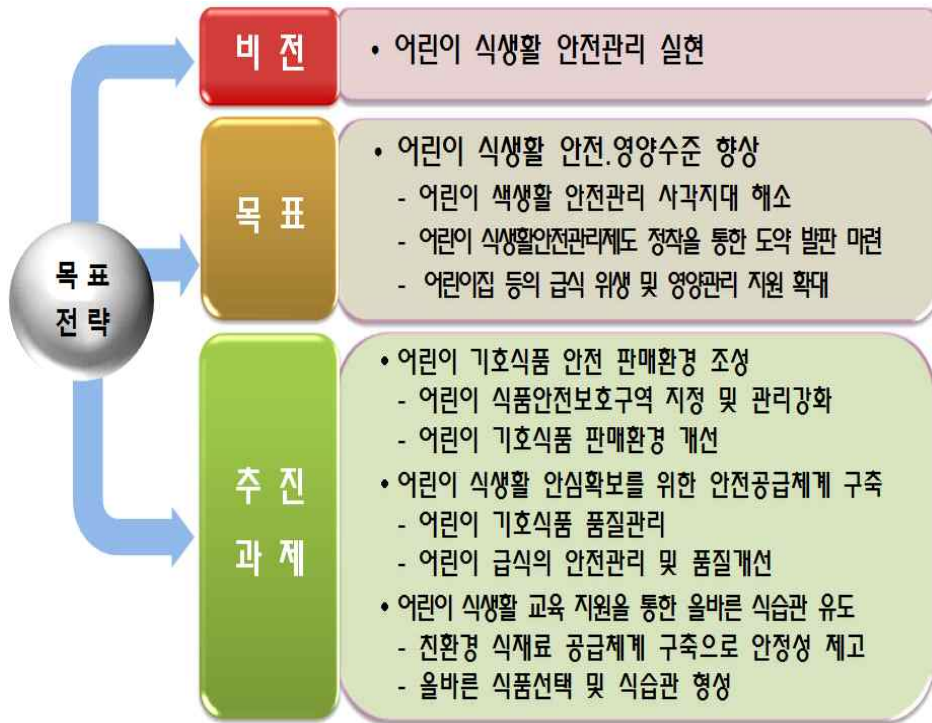 목 표
전 략
비 전
• 어린이 식생활 안전관리 실현
목 표
• 어린이 식생활 안전.영양수준 향상
- 어린이 색생활 안전관리 사각지대 해소
- 어린이 식생활안전관리제도 정착을 통한 도약 발판 마련
- 어린이집 등의 급식 위생 및 영양관리 지원 확대
추 진
과 제
• 어린이 기호식품 안전 판매환경 조성
- 어린이 식품안전보호구역 지정 및 관리강화
- 어린이 기호식품 판매환경 개선
• 어린이 식생활 안심확보를 위한 안전공급체계 구축
- 어린이 기호식품 품질관리
- 어린이 급식의 안전관리 및 품질개선
• 어린이 식생활 교육 지원을 통한 올바른 식습관 유도
- 친환경 식재료 공급체계 구축으로 안정성 제고
- 올바른 식품선택 및 식습관 형성